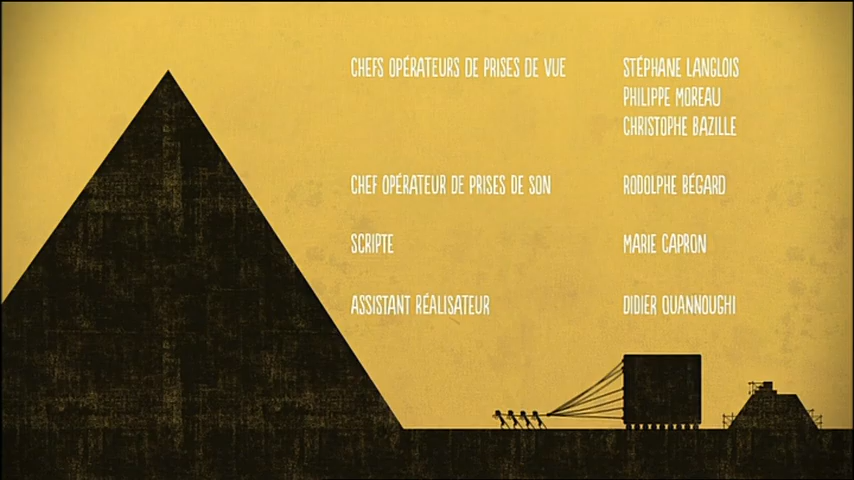 CHEFS OPÉRATEURS DE PRISES DE VUE STÉPHANE LANGLOIS
PHILIPPE MOREAU
CHRISTOPHE BAZILLE
CHEF OPÉRATEUR DE PRISES DE SON RODOLPHE BÉGARD
SCRIPTE MARIE CAPRON
ASSISTANT RÉALISATEUR DIDIER OUANNOUGHI